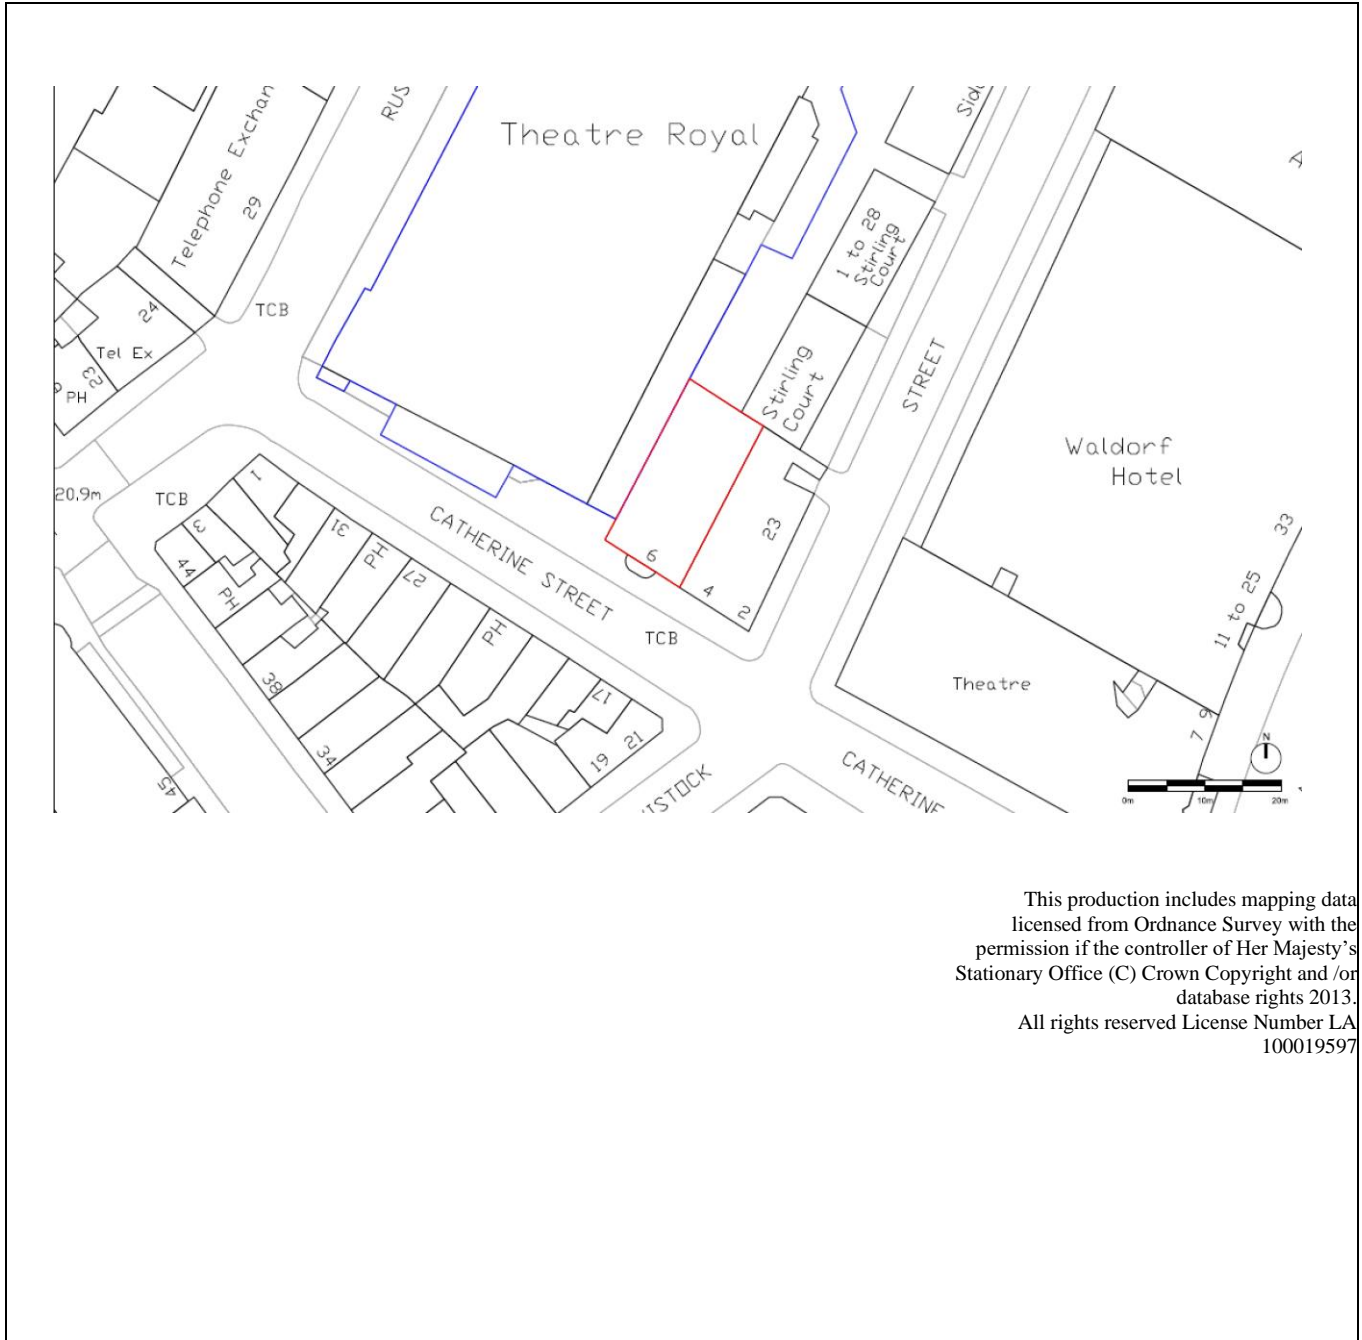 Theatre Royal
Telephone Exchan
29
RUS
TCB
24
Tel Ex
23
PH
20.9m
TCB
1
3
44
PH
31
PH
27
PH
38
34
17
19
21
45
CATHERINE STREET
TCB
6
4
2
23
1 to 28
Stirling
Court
Stirling
Court
STREET
Waldorf
Hotel
33
11 to 25
Theatre
7
9
N
0m
10m
20m
CATHERINE
ISTOCK
This production includes mapping data
licensed from Ordnance Survey with the
permission if the controller of Her Majesty’s
Stationary Office (C) Crown Copyright and /or
database rights 2013.
All rights reserved License Number LA
100019597